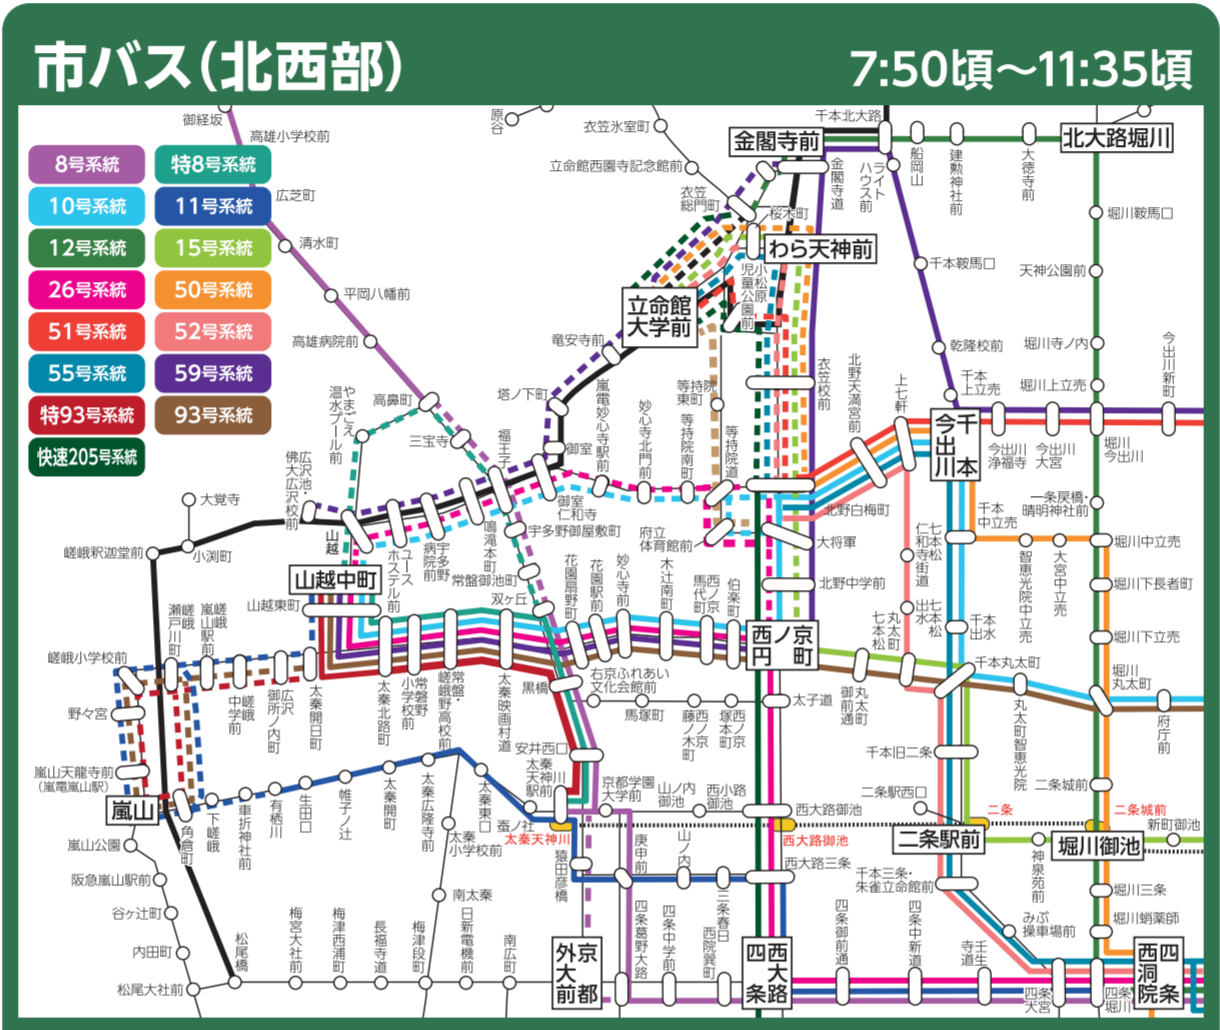 市バス(北西部)
7:50頃～11:35頃
8号系統
特8号系統
10号系統
11号系統
12号系統
15号系統
26号系統
50号系統
51号系統
52号系統
55号系統
59号系統
特93号系統
93号系統
快速205号系統
御経坂
高雄小学校前
広芝町
清水町
平岡八幡前
高雄病院前
高鼻町
三宝寺
福王子
やまごえ
温水プール前
広沢池・
佛大広沢校前
山越
ユース
ホステル前
宇多野
病院前
鳴滝本町
常盤御池町
宇多野御屋敷町
双ヶ丘
御室
御室
仁和寺
塔ノ下町
竜安寺前
嵐電妙心寺駅前
妙心寺北門前
等持院南町
等持院
東町
等持院道
府立
体育館前
原谷
衣笠氷室町
立命館西園寺記念館前
衣笠
総門町
桜木町
小松原
児童公園前
立命館
大学前
わら天神前
金閣寺前
金閣寺道
千本北大路
ライト
ハウス前
船岡山
建勲神社前
大徳寺前
北大路堀川
堀川鞍馬口
天神公園前
堀川寺ノ内
堀川上立売
今出川新町
千本鞍馬口
乾隆校前
千本
上立売
千本
今出川
今出川
浄福寺
今出川
大宮
堀川
今出川
衣笠校前
北野天満宮前
上七軒
北野白梅町
大将軍
北野中学前
西ノ京
円町
七本松
仁和寺街道
七本松
出水
丸太町
七本松
千本
中立売
智恵光院中立売
大宮中立売
一条戻橋・
晴明神社前
堀川中立売
堀川下長者町
堀川下立売
堀川
丸太町
千本
出水
千本丸太町
丸太町智恵光院
府庁前
丸太町
御前通
千本旧二条
二条城前
二条駅西口
二条
二条城前
新町御池
二条駅前
神泉苑前
堀川御池
千本三条・
朱雀立命館前
堀川三条
堀川蛸薬師
みぶ
操車場前
壬生
寺道
四条
大宮
四条
堀川
四条
西洞院
四条中新道
四条御前通
西大路
四条
西大路三条
西大路御池
西大路御池
太子道
西ノ京
塚本町
西ノ京
藤ノ木町
馬塚町
右京ふれあい
文化会館前
黒橋
花園扇野町
花園駅前
妙心寺前
木辻南町
西ノ京
馬代町
伯楽町
大覚寺
嵯峨釈迦堂前
小渕町
山越中町
山越東町
嵯峨
瀬戸川町
嵯峨
嵐山駅前
嵯峨小学校前
嵯峨
中学前
広沢
御所ノ内町
太秦開日町
太秦北路町
常盤野
小学校前
常盤・
嵯峨野高校前
太秦映画村道
野々宮
嵐山天龍寺前
(嵐電嵐山駅)
嵐山
嵐山公園
阪急嵐山駅前
谷ヶ辻町
内田町
松尾大社前
松尾橋
角倉町
下嵯峨
車折神社前
有栖川
生田口
帷子ノ辻
太秦開町
太秦広隆寺前
太秦東口
太秦
小学校前
南太秦
安井西口
太秦
天神川
駅前
蚕ノ社
太秦天神川
京都学園
大学前
山ノ内
御池
西小路
御池
猿田彦橋
庚申前
山ノ内
三条春日
西院巽町
四条葛野大路
四条中学前
京都
外大前
梅宮大社前
梅津西浦町
長福寺道
梅津段町
日新電機前
南広町